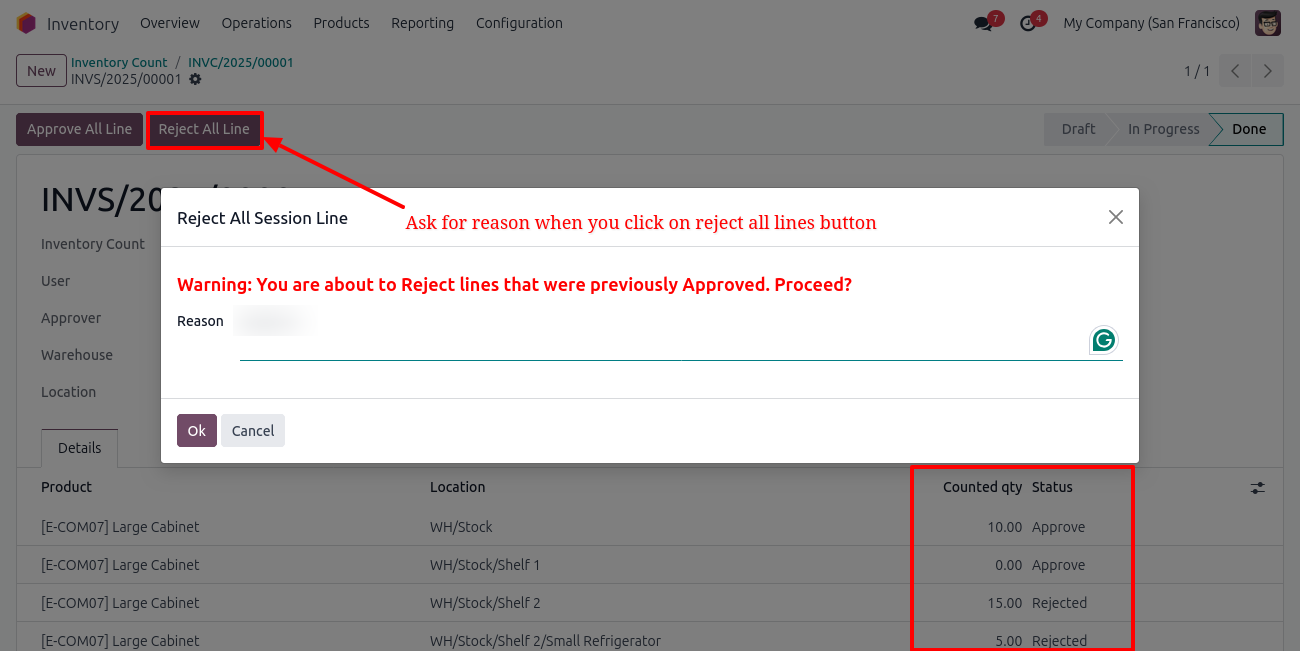 Inventory Overview Operations Products Reporting Configuration 7 4 My Company (San Francisco)
New Inventory Count / INVC/2025/00001
INVS/2025/00001 1 / 1
Approve All Line Reject All Line Draft In Progress Done
Reject All Session Line
Ask for reason when you click on reject all lines button
Inventory Count
User
Warning: You are about to Reject lines that were previously Approved. Proceed?
Approver
Reason
Warehouse
Location
Ok Cancel
Details
Product Location Counted qty Status
[E-COM07] Large Cabinet WH/Stock 10.00 Approve
[E-COM07] Large Cabinet WH/Stock/Shelf 1 0.00 Approve
[E-COM07] Large Cabinet WH/Stock/Shelf 2 15.00 Rejected
[E-COM07] Large Cabinet WH/Stock/Shelf 2/Small Refrigerator 5.00 Rejected